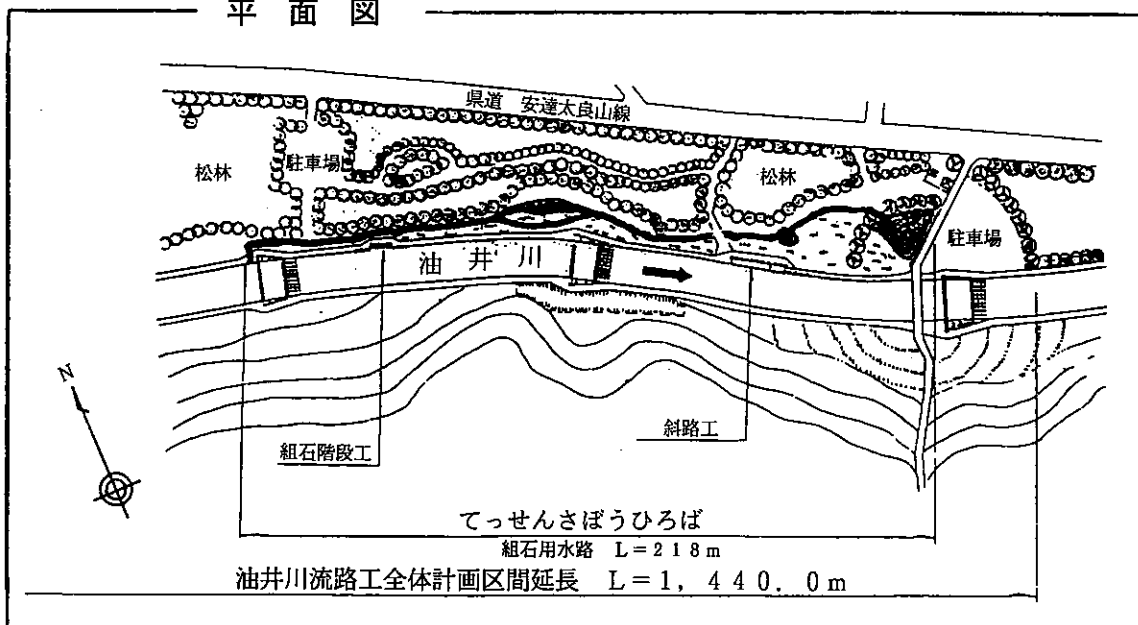 平面図
県道 安達太良山線
駐車場
松林
松林
駐車場
油井川
N
組石階段工
斜路工
てっせんさぼうひろば
組石用水路 L=218m
油井川流路工全体計画区間延長 L=1,440.0m